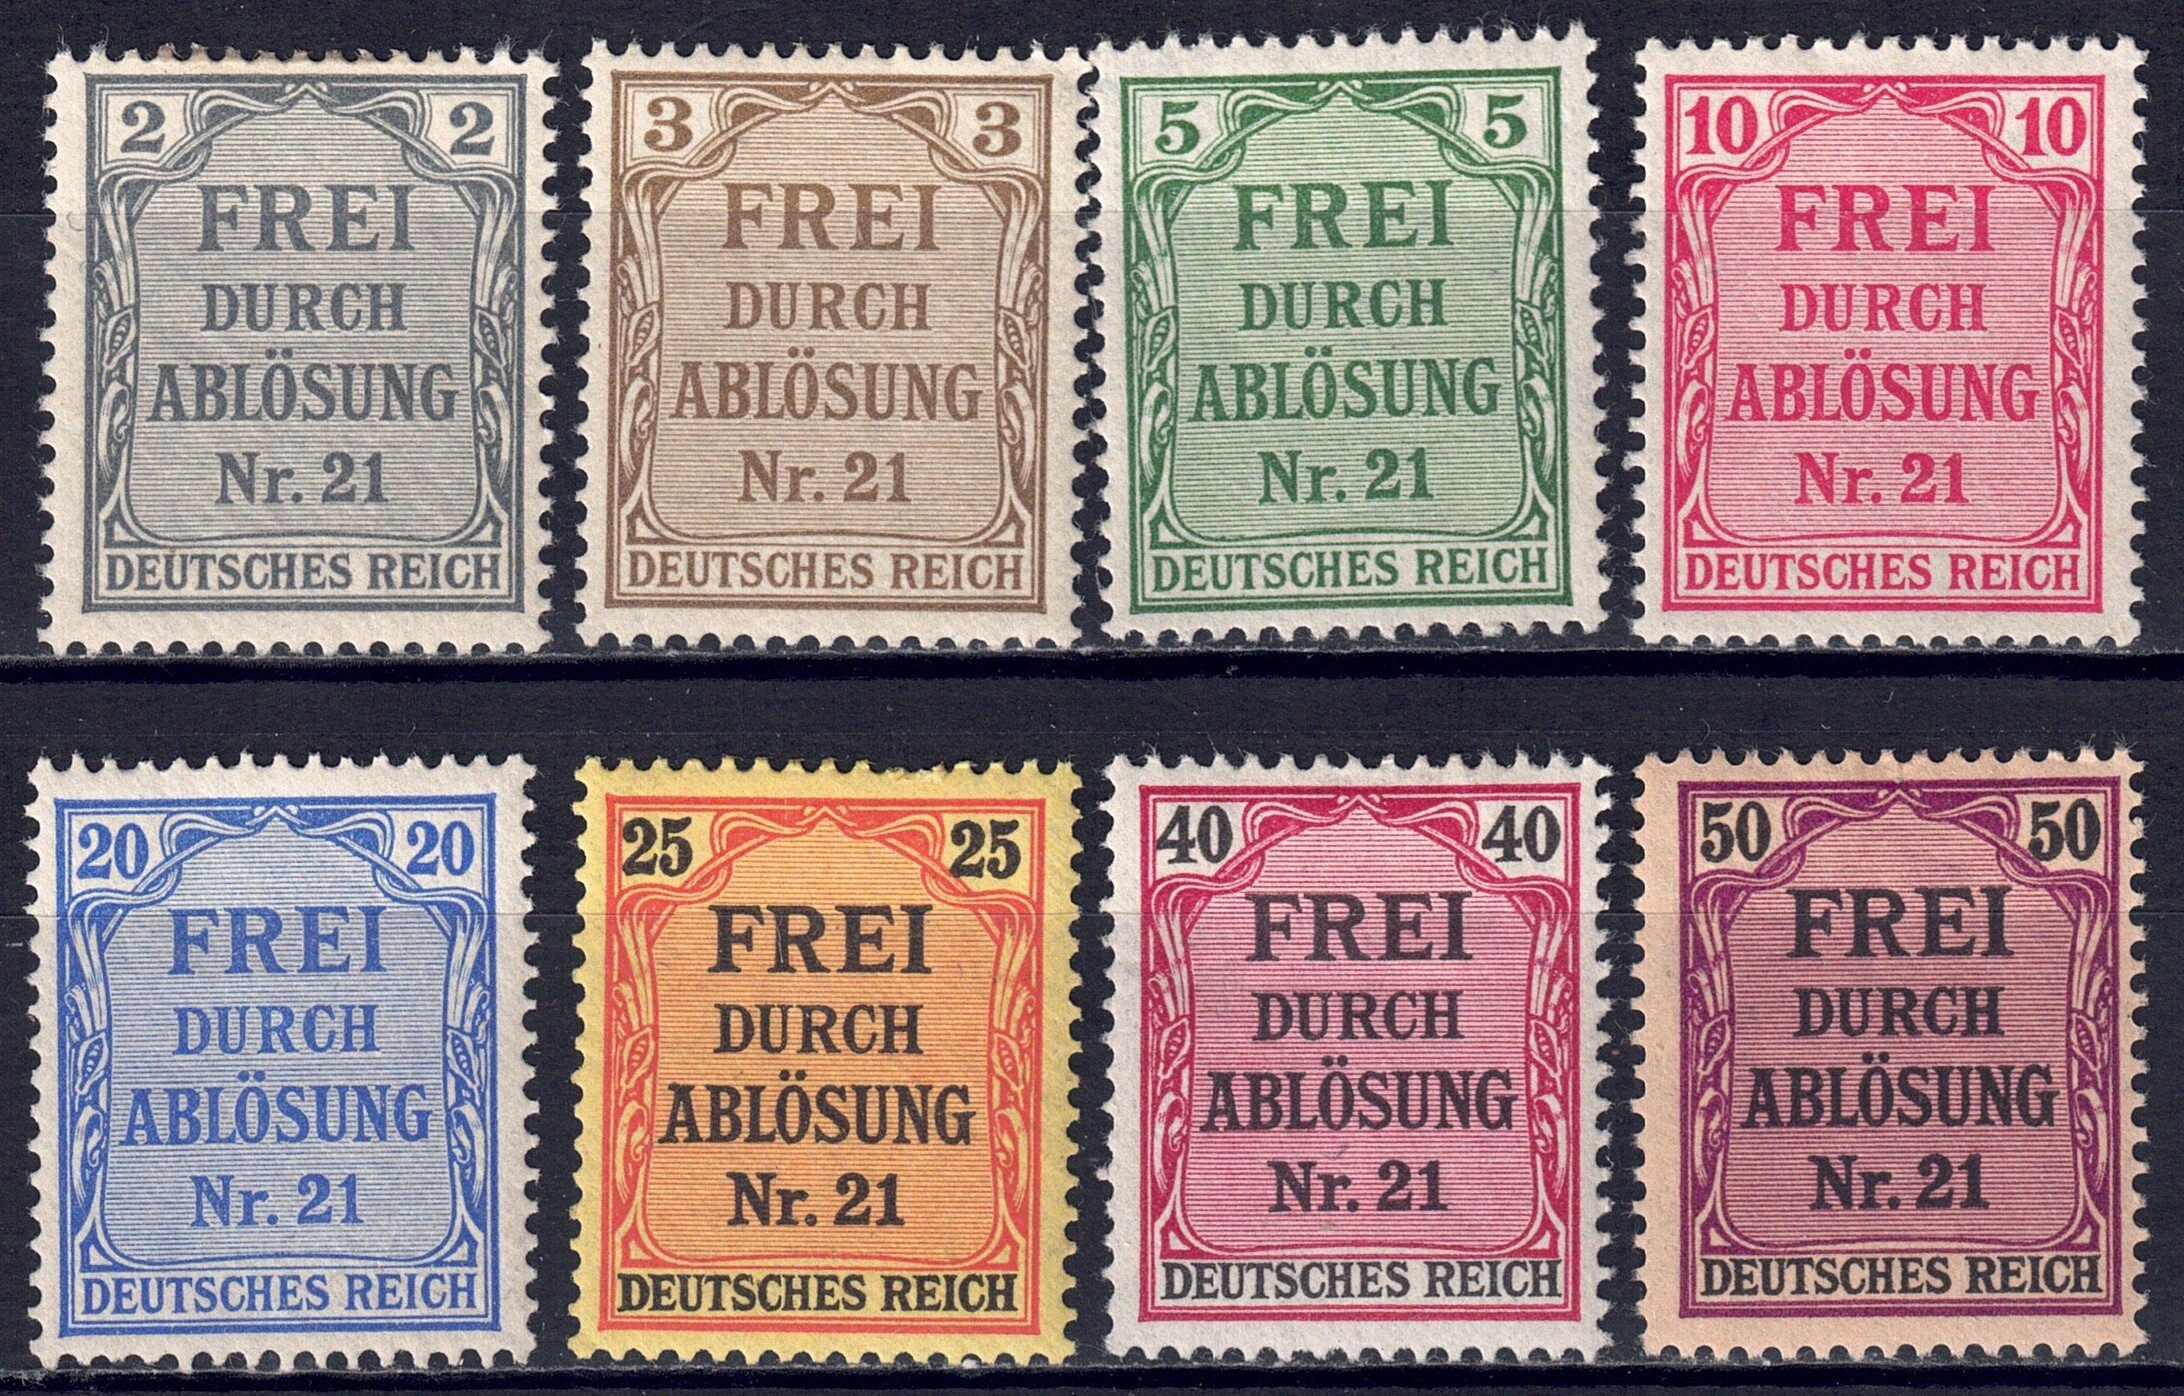 2 2
FREI
DURCH
ABLÖSUNG
Nr. 21
DEUTSCHES REICH
3 3
FREI
DURCH
ABLÖSUNG
Nr. 21
DEUTSCHES REICH
5 5
FREI
DURCH
ABLÖSUNG
Nr. 21
DEUTSCHES REICH
10 10
FREI
DURCH
ABLÖSUNG
Nr. 21
DEUTSCHES REICH
20 20
FREI
DURCH
ABLÖSUNG
Nr. 21
DEUTSCHES REICH
25 25
FREI
DURCH
ABLÖSUNG
Nr. 21
DEUTSCHES REICH
40 40
FREI
DURCH
ABLÖSUNG
Nr. 21
DEUTSCHES REICH
50 50
FREI
DURCH
ABLÖSUNG
Nr. 21
DEUTSCHES REICH